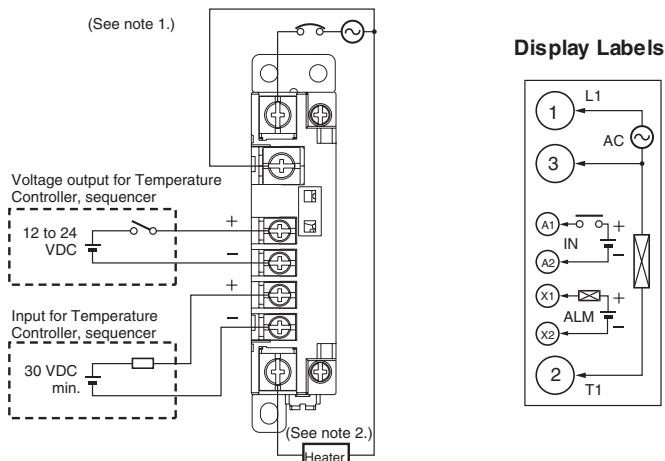 (See note 1.)
Voltage output for Temperature
Controller, sequencer
12 to 24
VDC
+
−
Input for Temperature
Controller, sequencer
30 VDC
min.
+
−
(See note 2.)
Heater
Display Labels
1
L1
AC
3
A1
+
IN
A2
−
X1
+
ALM
X2
−
2
T1